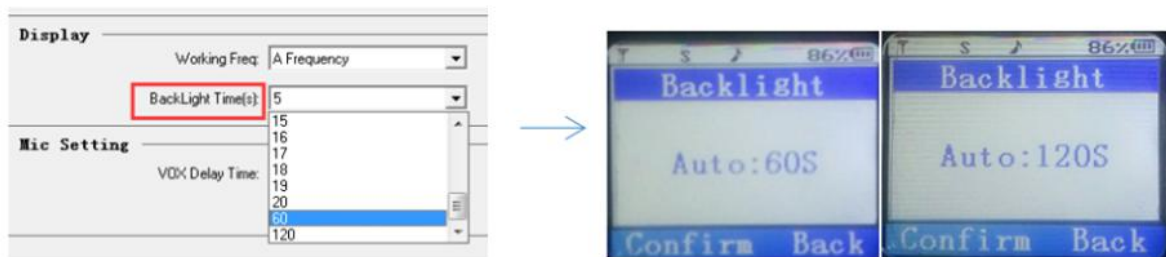 Display
Working Freq: A Frequency
BackLight Time(s): 5
15
16
17
18
19
20
60
120
Mic Setting
VOX Delay Time:
S 86%
Backlight
Auto:60S
Confirm Back
S 86%
Backlight
Auto:120S
Confirm Back